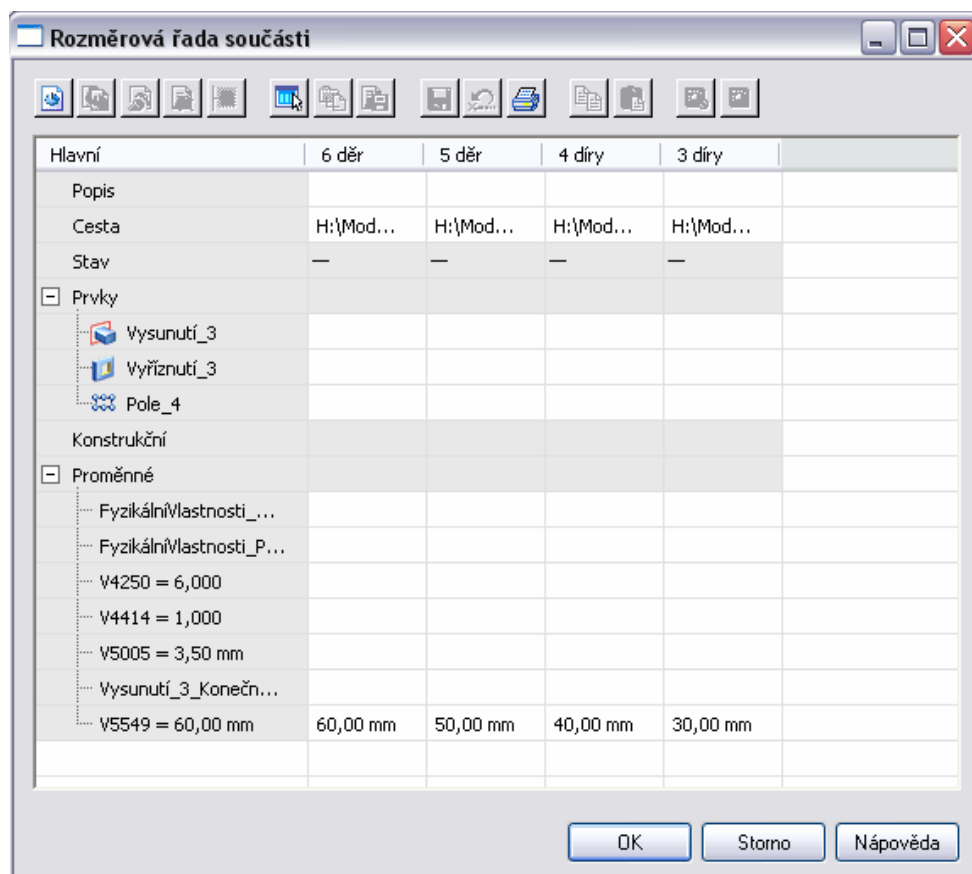 Rozměrová řada součásti
Hlavní 6 děr 5 děr 4 díry 3 díry
Popis
Cesta H:\Mod... H:\Mod... H:\Mod... H:\Mod...
Stav — — — —
Prvky
Vysunutí_3
Vyříznutí_3
Pole_4
Konstrukční
Proměnné
FyzikálníVlastnosti_...
FyzikálníVlastnosti_P...
V4250 = 6,000
V4414 = 1,000
V5005 = 3,50 mm
Vysunutí_3_Konečn...
V5549 = 60,00 mm 60,00 mm 50,00 mm 40,00 mm 30,00 mm
OK Storno Nápověda